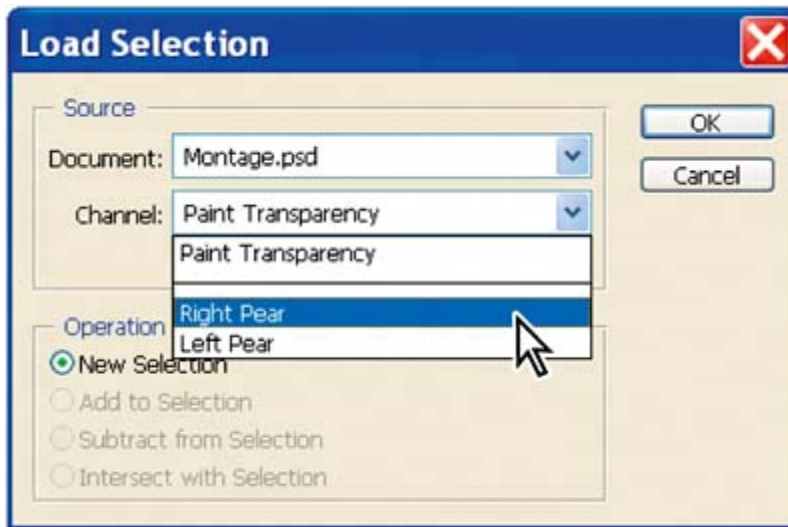 Load Selection
Source
OK
Document: Montage.psd
Cancel
Channel: Paint Transparency
Paint Transparency
Right Pear
Operation
Left Pear
New Selection
Add to Selection
Subtract from Selection
Intersect with Selection